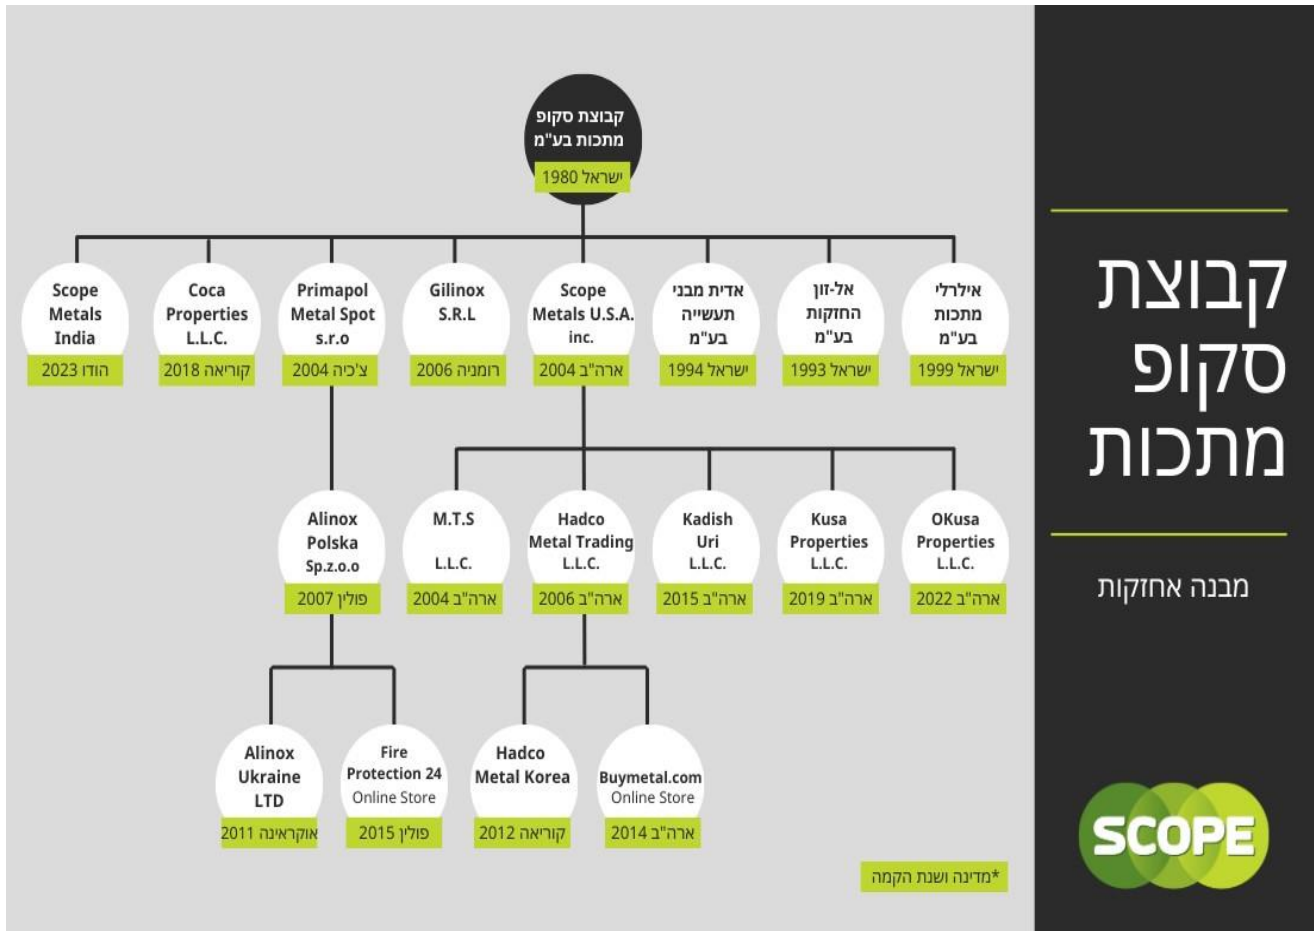 קבוצת
סקופ
מתכות
מבנה אחזקות
SCOPE
קבוצת סקופ
מתכות בע"מ
ישראל 1980
אילרלי
מתכות
בע"מ
ישראל 1999
אל-זון
החזקות
בע"מ
ישראל 1993
אדית מבני
תעשייה
בע"מ
ישראל 1994
Scope
Metals U.S.A.
inc.
ארה"ב 2004
Gilinox
S.R.L
רומניה 2006
Primapol
Metal Spot
s.r.o
צ'כיה 2004
Coca
Properties
L.L.C.
קוריאה 2018
Scope
Metals
India
הודו 2023
OKusa
Properties
L.L.C.
ארה"ב 2022
Kusa
Properties
L.L.C.
ארה"ב 2019
Kadish
Uri
L.L.C.
ארה"ב 2015
Hadco
Metal Trading
L.L.C.
ארה"ב 2006
M.T.S
L.L.C.
ארה"ב 2004
Alinox
Polska
Sp.z.o.o
פולין 2007
Buymetal.com
Online Store
ארה"ב 2014
Hadco
Metal Korea
קוריאה 2012
Fire
Protection 24
Online Store
פולין 2015
Alinox
Ukraine
LTD
אוקראינה 2011
*מדינה ושנת הקמה